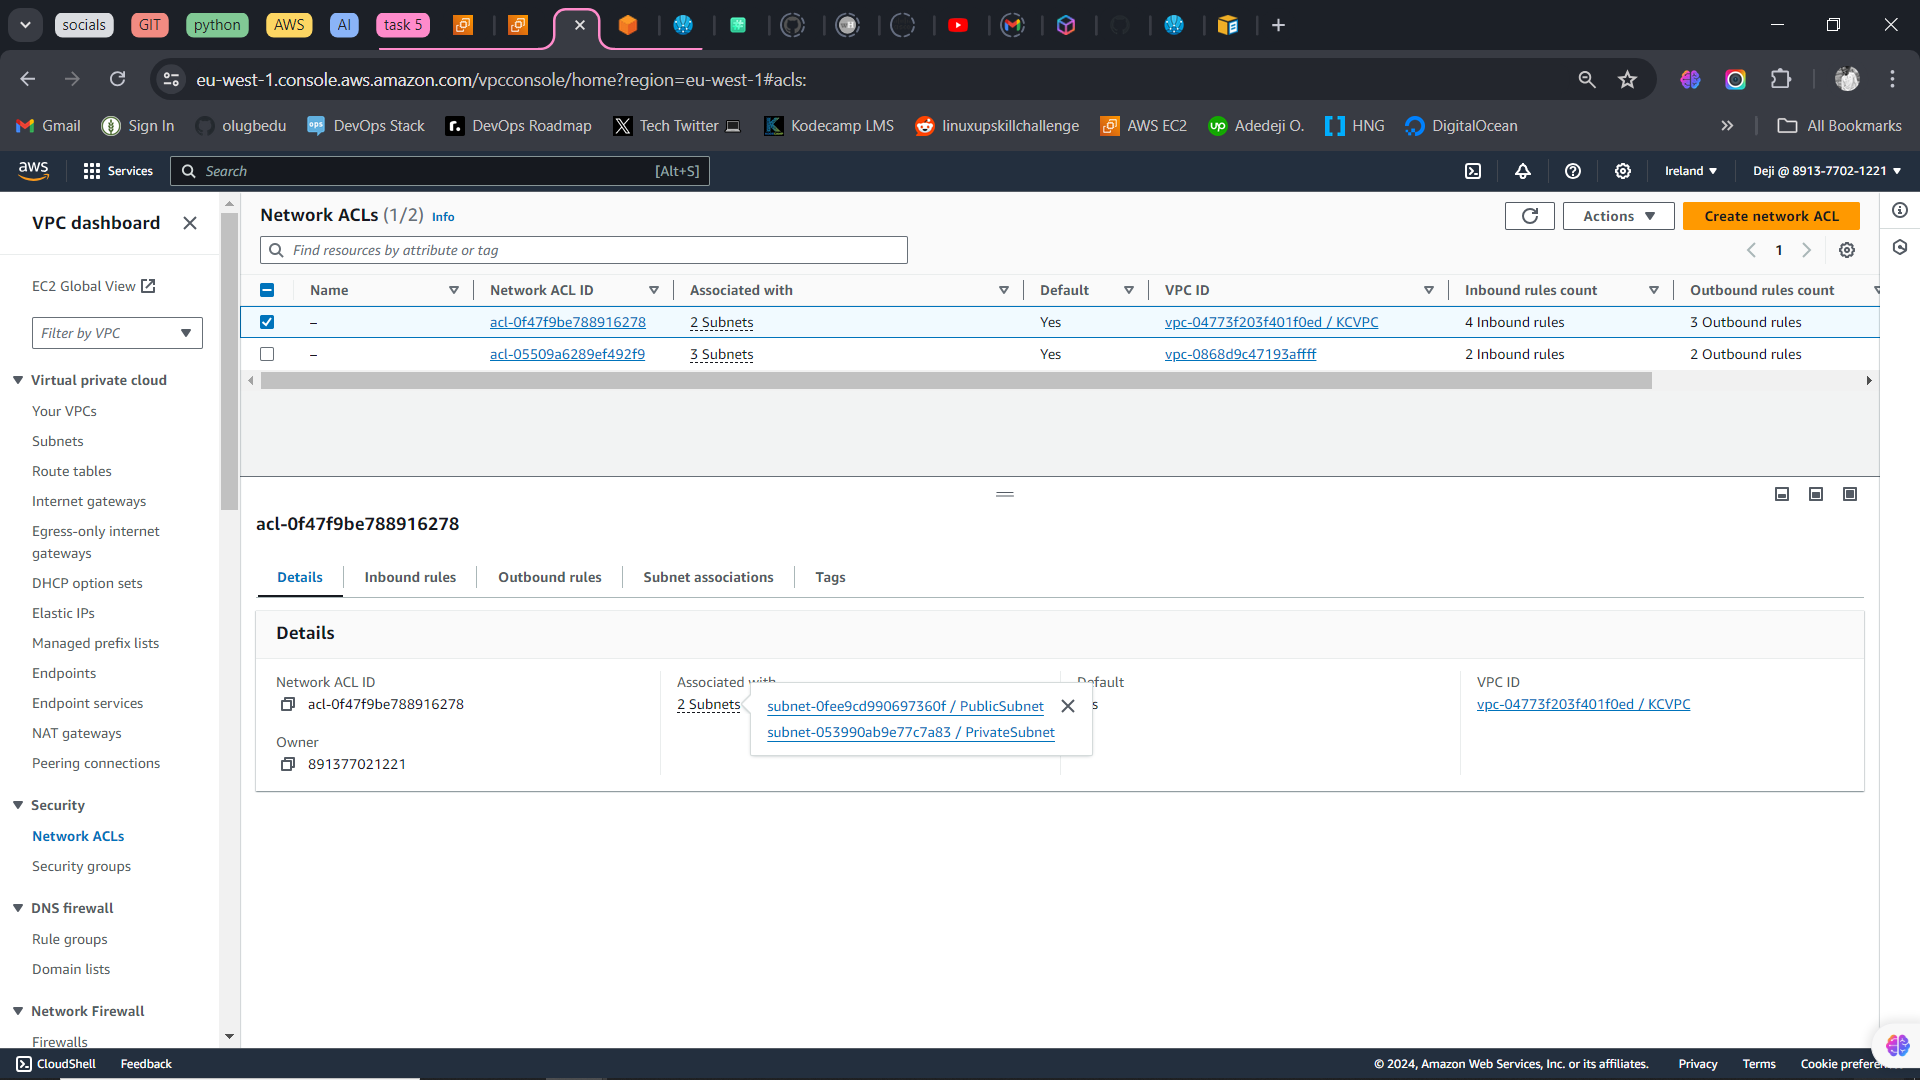 socials GIT python AWS AI task 5
eu-west-1.console.aws.amazon.com/vpcconsole/home?region=eu-west-1#acls:
Gmail Sign In olugbedu DevOps Stack DevOps Roadmap Tech Twitter Kodecamp LMS linuxupskillchallenge AWS EC2 Adedeji O. HNG DigitalOcean All Bookmarks
aws Services Search [Alt+S] Ireland Deji @ 8913-7702-1221
VPC dashboard
EC2 Global View
Filter by VPC
Virtual private cloud
Your VPCs
Subnets
Route tables
Internet gateways
Egress-only internet
gateways
DHCP option sets
Elastic IPs
Managed prefix lists
Endpoints
Endpoint services
NAT gateways
Peering connections
Security
Network ACLs
Security groups
DNS firewall
Rule groups
Domain lists
Network Firewall
Firewalls
Network ACLs (1/2) Info
Actions Create network ACL
Find resources by attribute or tag
1
Name Network ACL ID Associated with Default VPC ID Inbound rules count Outbound rules count
– acl-0f47f9be788916278 2 Subnets Yes vpc-04773f203f401f0ed / KCVPC 4 Inbound rules 3 Outbound rules
– acl-05509a6289ef492f9 3 Subnets Yes vpc-0868d9c47193affff 2 Inbound rules 2 Outbound rules
acl-0f47f9be788916278
Details Inbound rules Outbound rules Subnet associations Tags
Details
Network ACL ID
acl-0f47f9be788916278
Owner
891377021221
Associated with
2 Subnets
subnet-0fee9cd990697360f / PublicSubnet
subnet-053990ab9e77c7a83 / PrivateSubnet
Default
VPC ID
vpc-04773f203f401f0ed / KCVPC
CloudShell Feedback © 2024, Amazon Web Services, Inc. or its affiliates. Privacy Terms Cookie